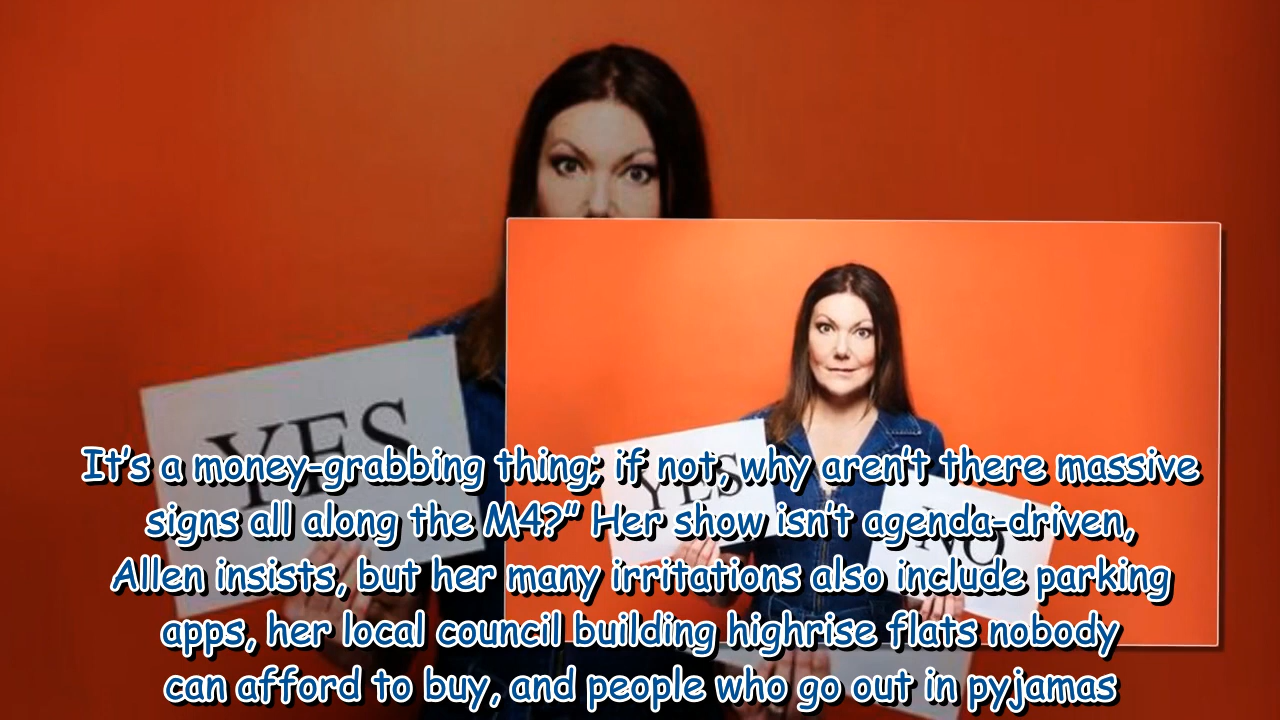 YES
YES
NO
It's a money-grabbing thing; if not, why aren't there massive
signs all along the M4?” Her show isn't agenda-driven,
Allen insists, but her many irritations also include parking
apps, her local council building highrise flats nobody
can afford to buy, and people who go out in pyjamas